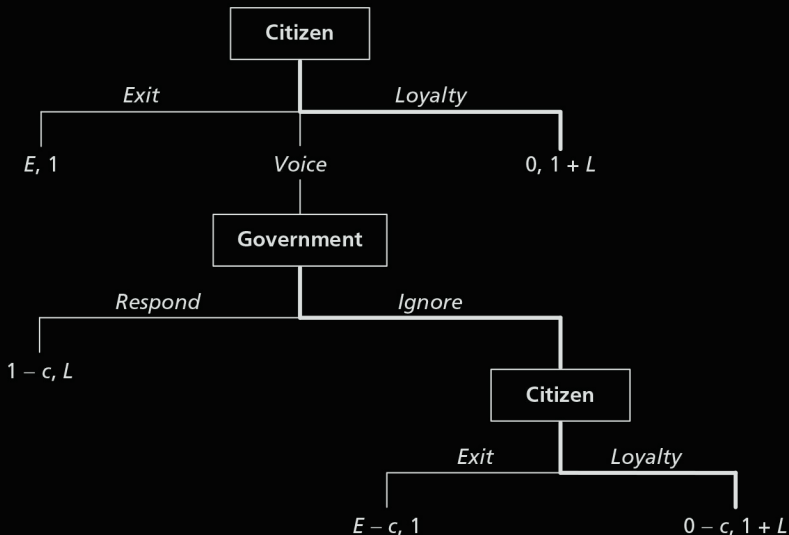 Citizen
Exit Loyalty
E, 1 Voice 0, 1 + L
Government
Respond Ignore
1 – c, L
Citizen
Exit Loyalty
E – c, 1 0 – c, 1 + L